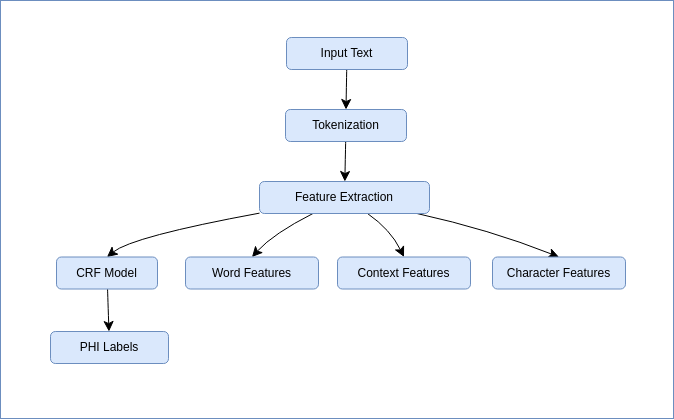 Input Text
Tokenization
Feature Extraction
CRF Model
Word Features
Context Features
Character Features
PHI Labels